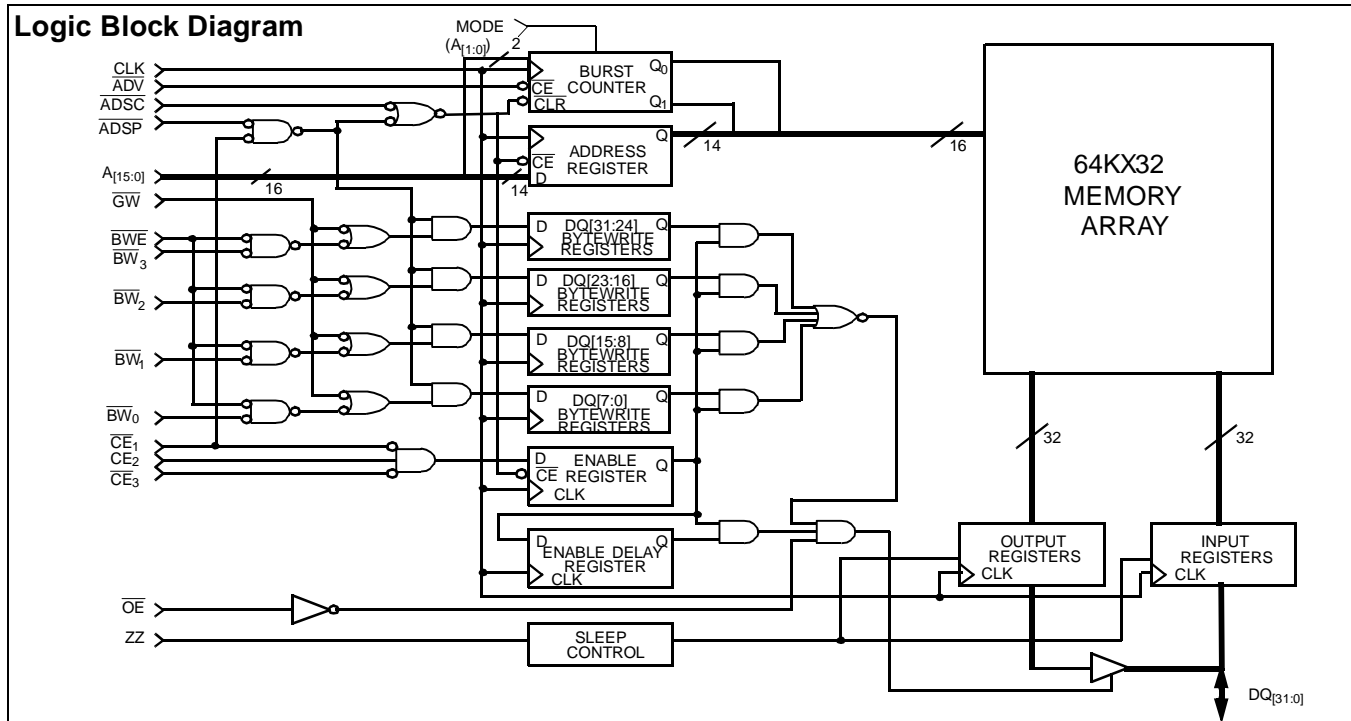 Logic Block Diagram
MODE
(A[1:0])
2
CLK
ADV
ADSC
ADSP
A[15:0]
16
GW
BWE
BW3
BW2
BW1
BW0
CE1
CE2
CE3
OE
ZZ
BURST
COUNTER
CE
CLR
Q0
Q1
ADDRESS
REGISTER
CE
D
Q
14
14
16
DQ[31:24]
BYTEWRITE
REGISTERS
D
Q
DQ[23:16]
BYTEWRITE
REGISTERS
D
Q
DQ[15:8]
BYTEWRITE
REGISTERS
D
Q
DQ[7:0]
BYTEWRITE
REGISTERS
D
Q
ENABLE
REGISTER
D
CE
CLK
Q
ENABLE DELAY
REGISTER
D
CLK
Q
SLEEP
CONTROL
64KX32
MEMORY
ARRAY
32
32
OUTPUT
REGISTERS
CLK
INPUT
REGISTERS
CLK
DQ[31:0]